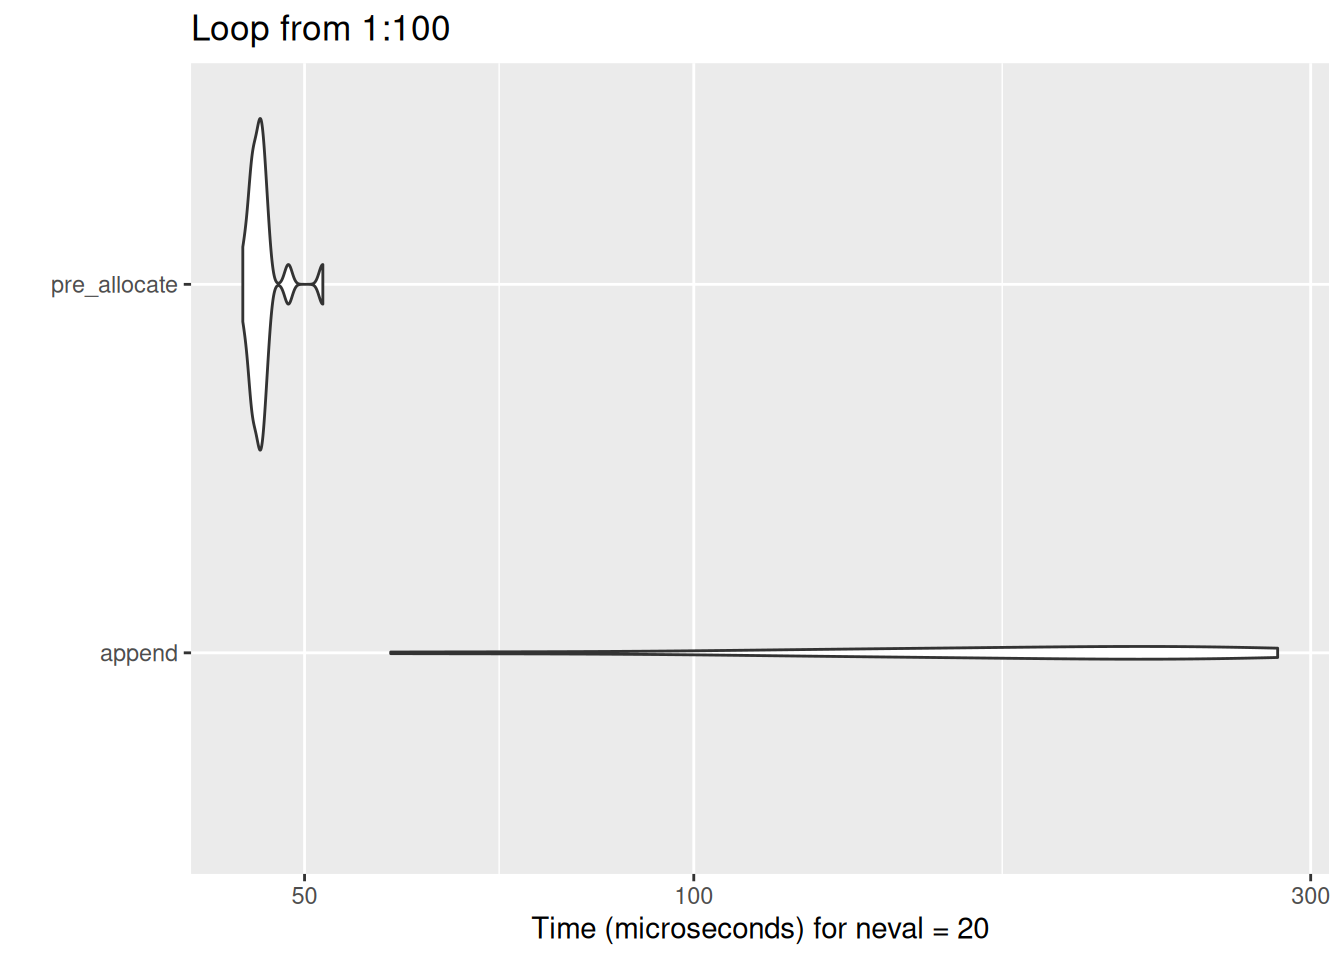 Loop from 1:100
pre_allocate
append
50
100
300
Time (microseconds) for neval = 20